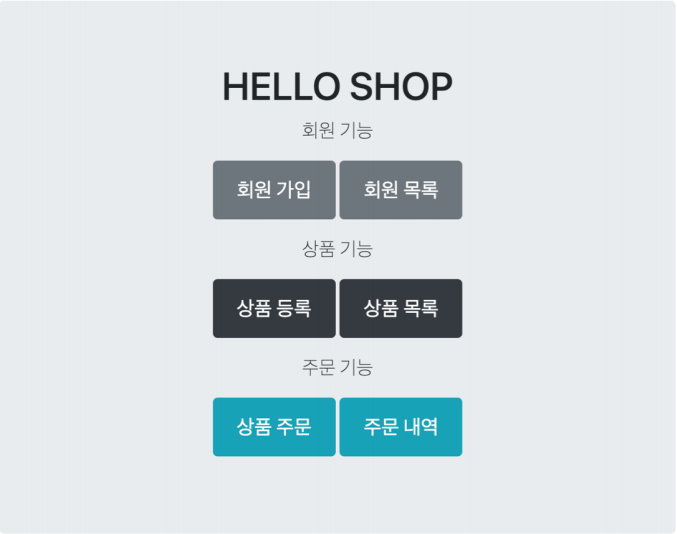 HELLO SHOP
회원 기능
회원 가입 회원 목록
상품 기능
상품 등록 상품 목록
주문 기능
상품 주문 주문 내역